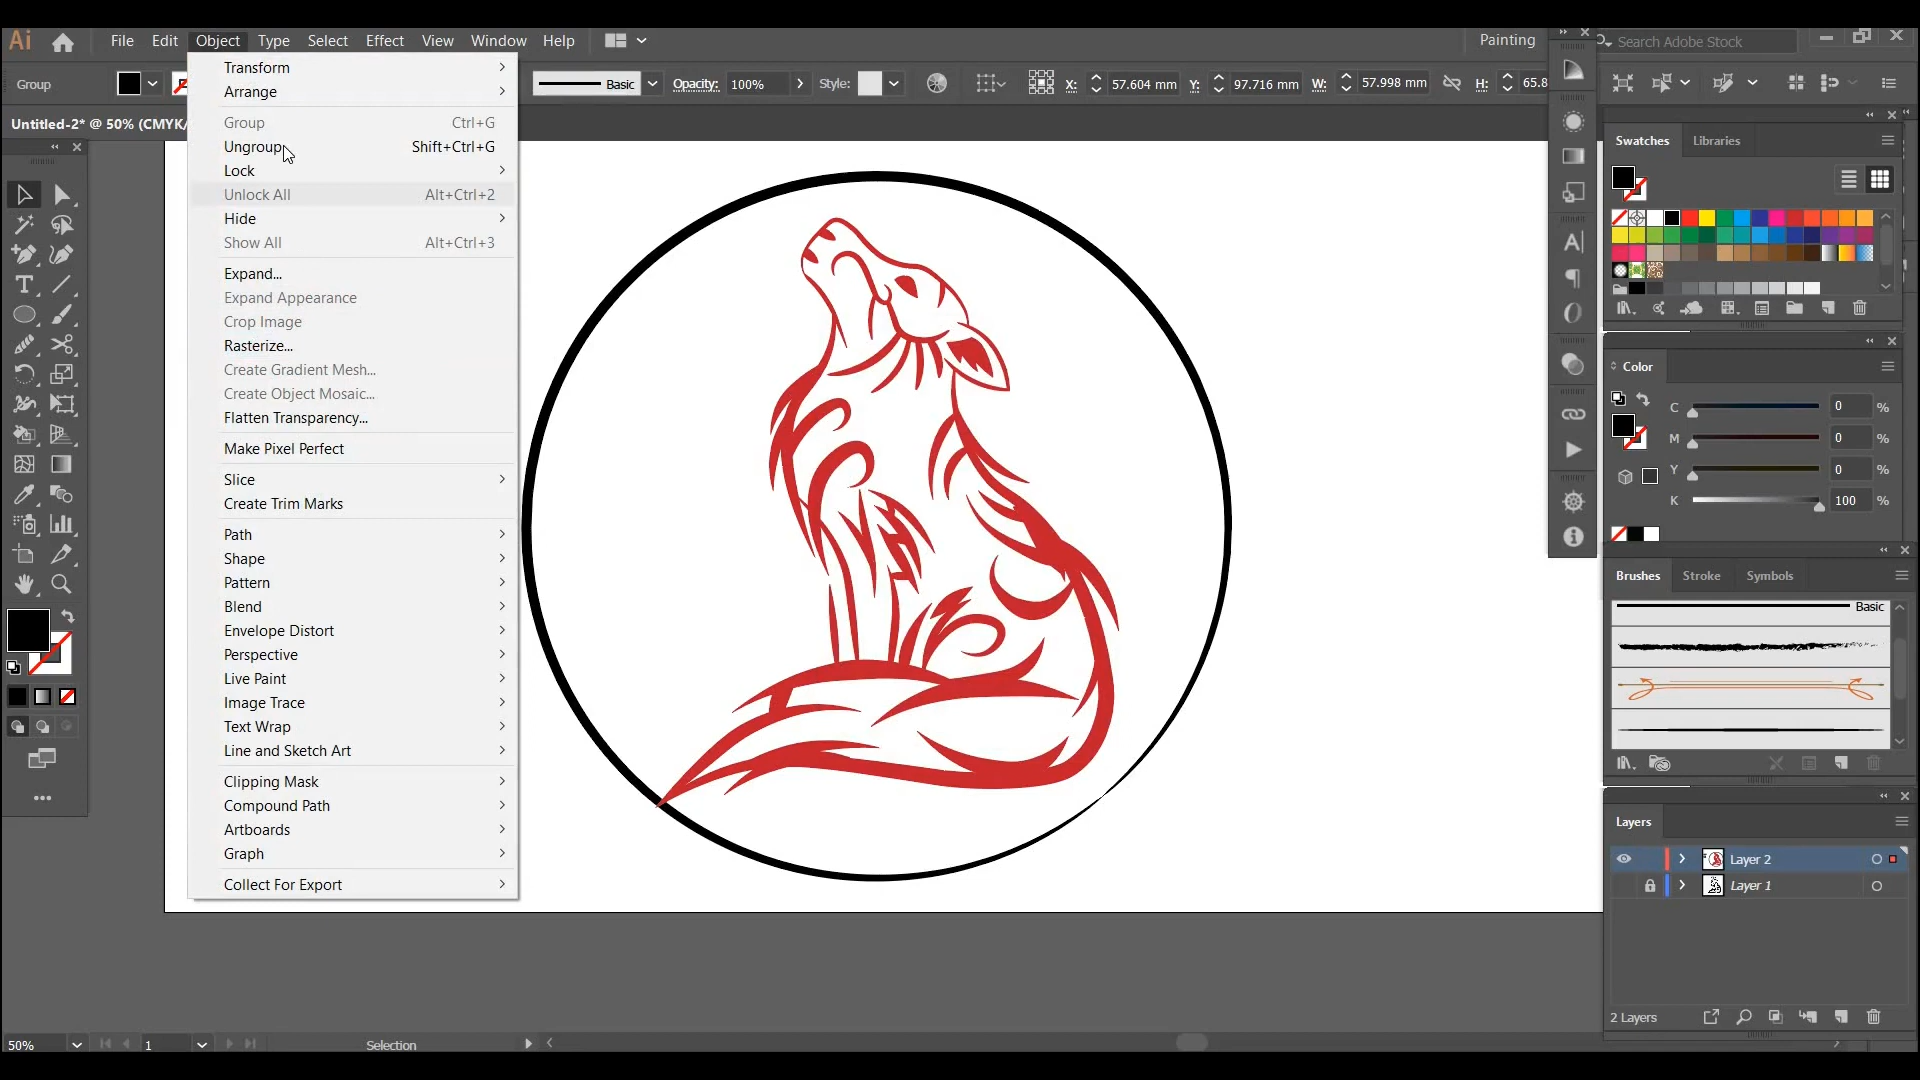 Ai File Edit Object Type Select Effect View Window Help Painting Search Adobe Stock
Group Basic Opacity: 100% Style: X: 57.604 mm Y: 97.716 mm W: 57.998 mm H: 65.8
Untitled-2* @ 50% (CMYK/
Transform
Arrange
Group Ctrl+G
Ungroup Shift+Ctrl+G
Lock
Unlock All Alt+Ctrl+2
Hide
Show All Alt+Ctrl+3
Expand...
Expand Appearance
Crop Image
Rasterize...
Create Gradient Mesh...
Create Object Mosaic...
Flatten Transparency...
Make Pixel Perfect
Slice
Create Trim Marks
Path
Shape
Pattern
Blend
Envelope Distort
Perspective
Live Paint
Image Trace
Text Wrap
Line and Sketch Art
Clipping Mask
Compound Path
Artboards
Graph
Collect For Export
Swatches Libraries
Color
C 0 %
M 0 %
Y 0 %
K 100 %
Brushes Stroke Symbols
Basic
Layers
Layer 2
Layer 1
2 Layers
50% 1 Selection